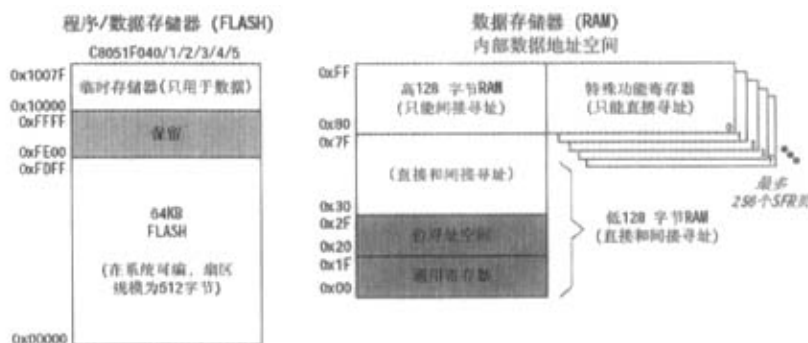 程序/数据存储器 (FLASH)
C8051F040/1/2/3/4/5
0x1007F
临时存储器(只用于数据)
0x10000
0xFFFF
保留
0xFE00
0xFDFF
64KB
FLASH
(在系统可编, 扇区
规模为512字节)
0x00000
数据存储器 (RAM)
内部数据地址空间
0xFF
高128 字节RAM
(只能间接寻址)
特殊功能寄存器
(只能直接寻址)
0x80
0x7F
(直接和间接寻址)
0x30
0x2F
位寻址空间
0x20
0x1F
通用寄存器
0x00
低128 字节RAM
(直接和间接寻址)
最多
256个SFR页